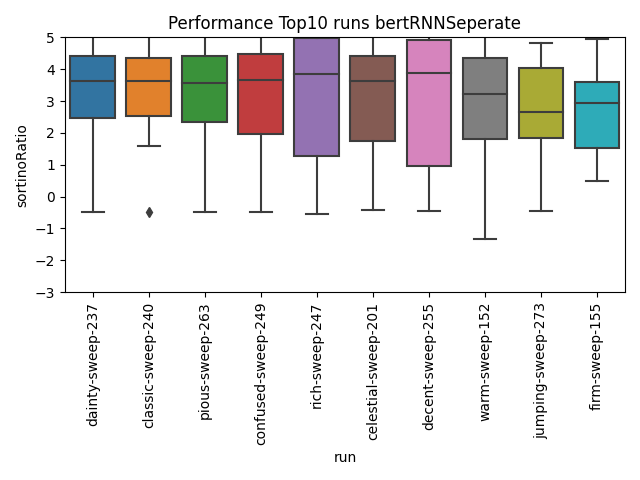 Performance Top10 runs bertRNNSeperate
sortinoRatio
5
4
3
2
1
0
−1
−2
−3
dainty-sweep-237
classic-sweep-240
pious-sweep-263
confused-sweep-249
rich-sweep-247
celestial-sweep-201
decent-sweep-255
warm-sweep-152
jumping-sweep-273
firm-sweep-155
run